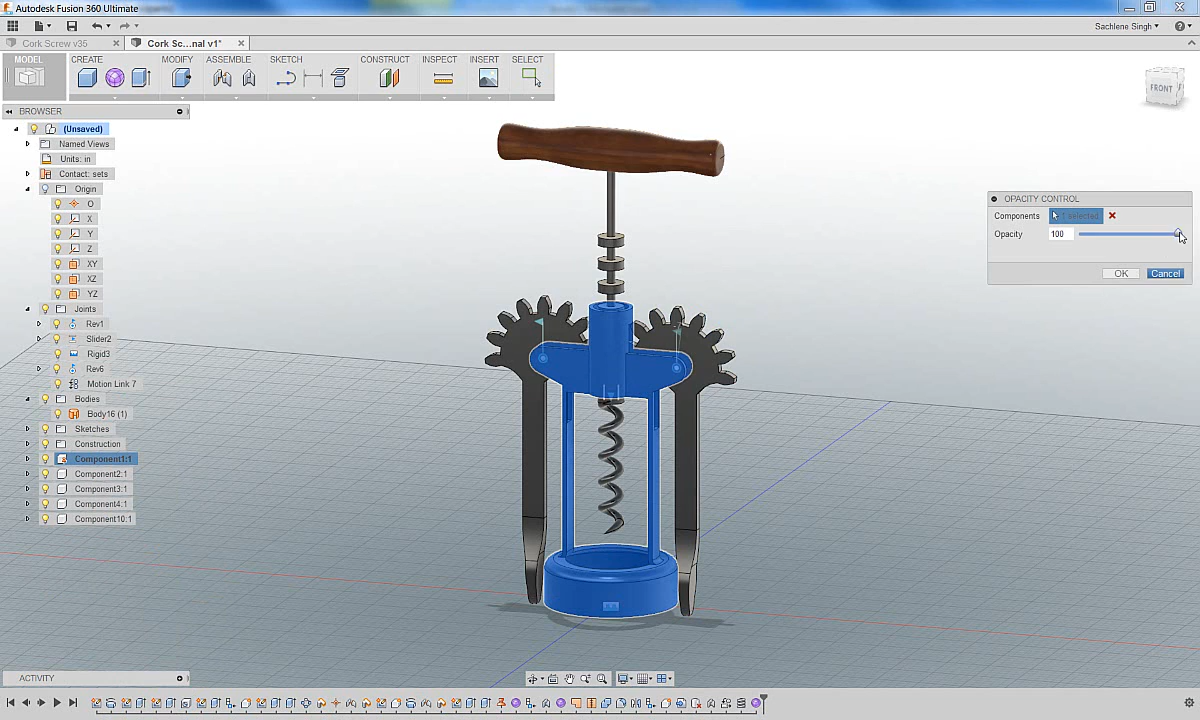 Autodesk Fusion 360 Ultimate
Sachlene Singh
Cork Screw v35
Cork Sc...nal v1*
MODEL
CREATE
MODIFY
ASSEMBLE
SKETCH
CONSTRUCT
INSPECT
INSERT
SELECT
FRONT
BROWSER
(Unsaved)
Named Views
Units: in
Contact: sets
Origin
O
X
Y
Z
XY
XZ
YZ
Joints
Rev1
Slider2
Rigid3
Rev6
Motion Link 7
Bodies
Body16 (1)
Sketches
Construction
Component1:1
Component2:1
Component3:1
Component4:1
Component10:1
OPACITY CONTROL
Components 1 selected
Opacity 100
OK Cancel
ACTIVITY